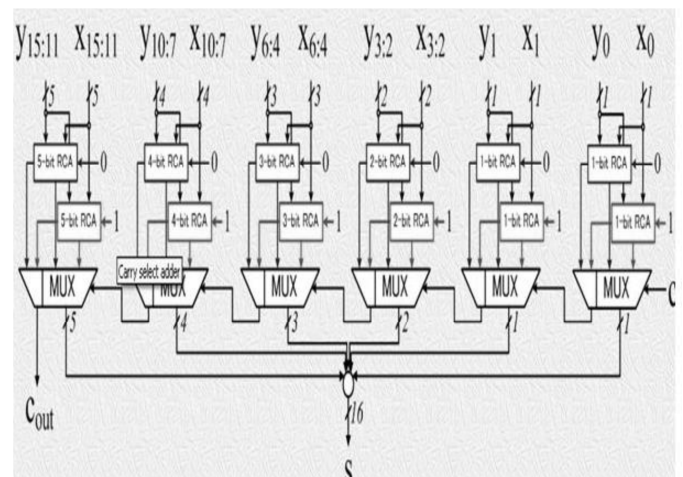 y15:11 x15:11 y10:7 x10:7 y6:4 x6:4 y3:2 x3:2 y1 x1 y0 x0
5 5 4 4 3 3 2 2 1 1 1 1
5-bit RCA 0 4-bit RCA 0 3-bit RCA 0 2-bit RCA 0 1-bit RCA 0 1-bit RCA 0
5-bit RCA 1 4-bit RCA 1 3-bit RCA 1 2-bit RCA 1 1-bit RCA 1 1-bit RCA 1
Carry select adder
MUX MUX MUX MUX MUX MUX c
5 4 3 2 1 1
cout 16
s